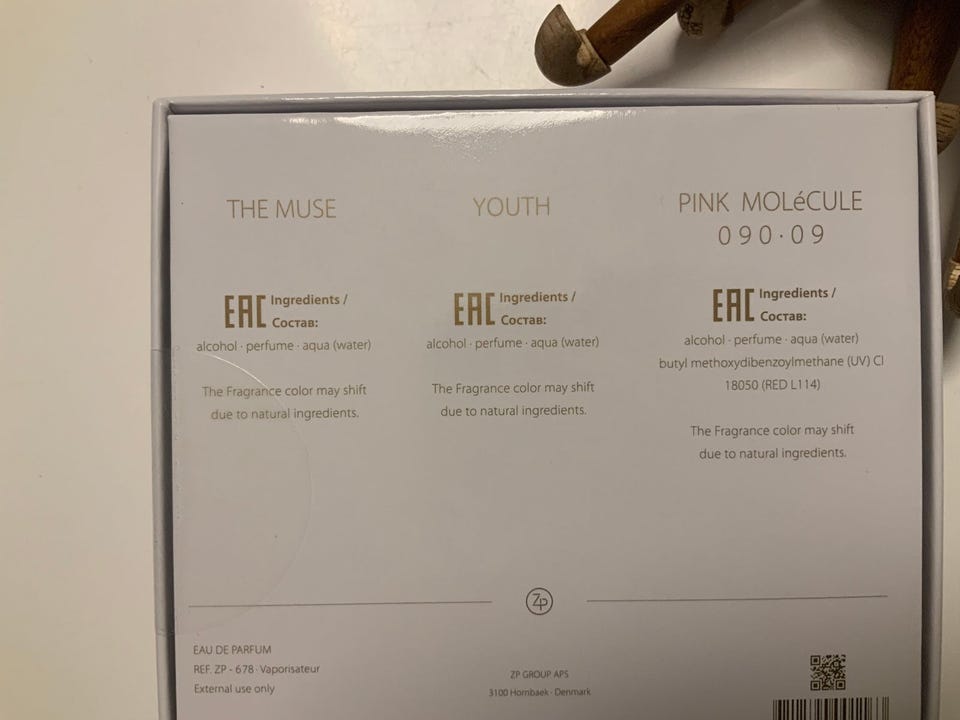 THE MUSE
EAC Ingredients /
Состав:
alcohol · perfume · aqua (water)
The Fragrance color may shift
due to natural ingredients.
YOUTH
EAC Ingredients /
Состав:
alcohol · perfume · aqua (water)
The Fragrance color may shift
due to natural ingredients.
PINK MOLéCULE
090·09
EAC Ingredients /
Состав:
alcohol · perfume · aqua (water)
butyl methoxydibenzoylmethane (UV) CI
18050 (RED L114)
The Fragrance color may shift
due to natural ingredients.
Zp
EAU DE PARFUM
REF. ZP - 678 · Vaporisateur
External use only
ZP GROUP APS
3100 Hornbaek · Denmark